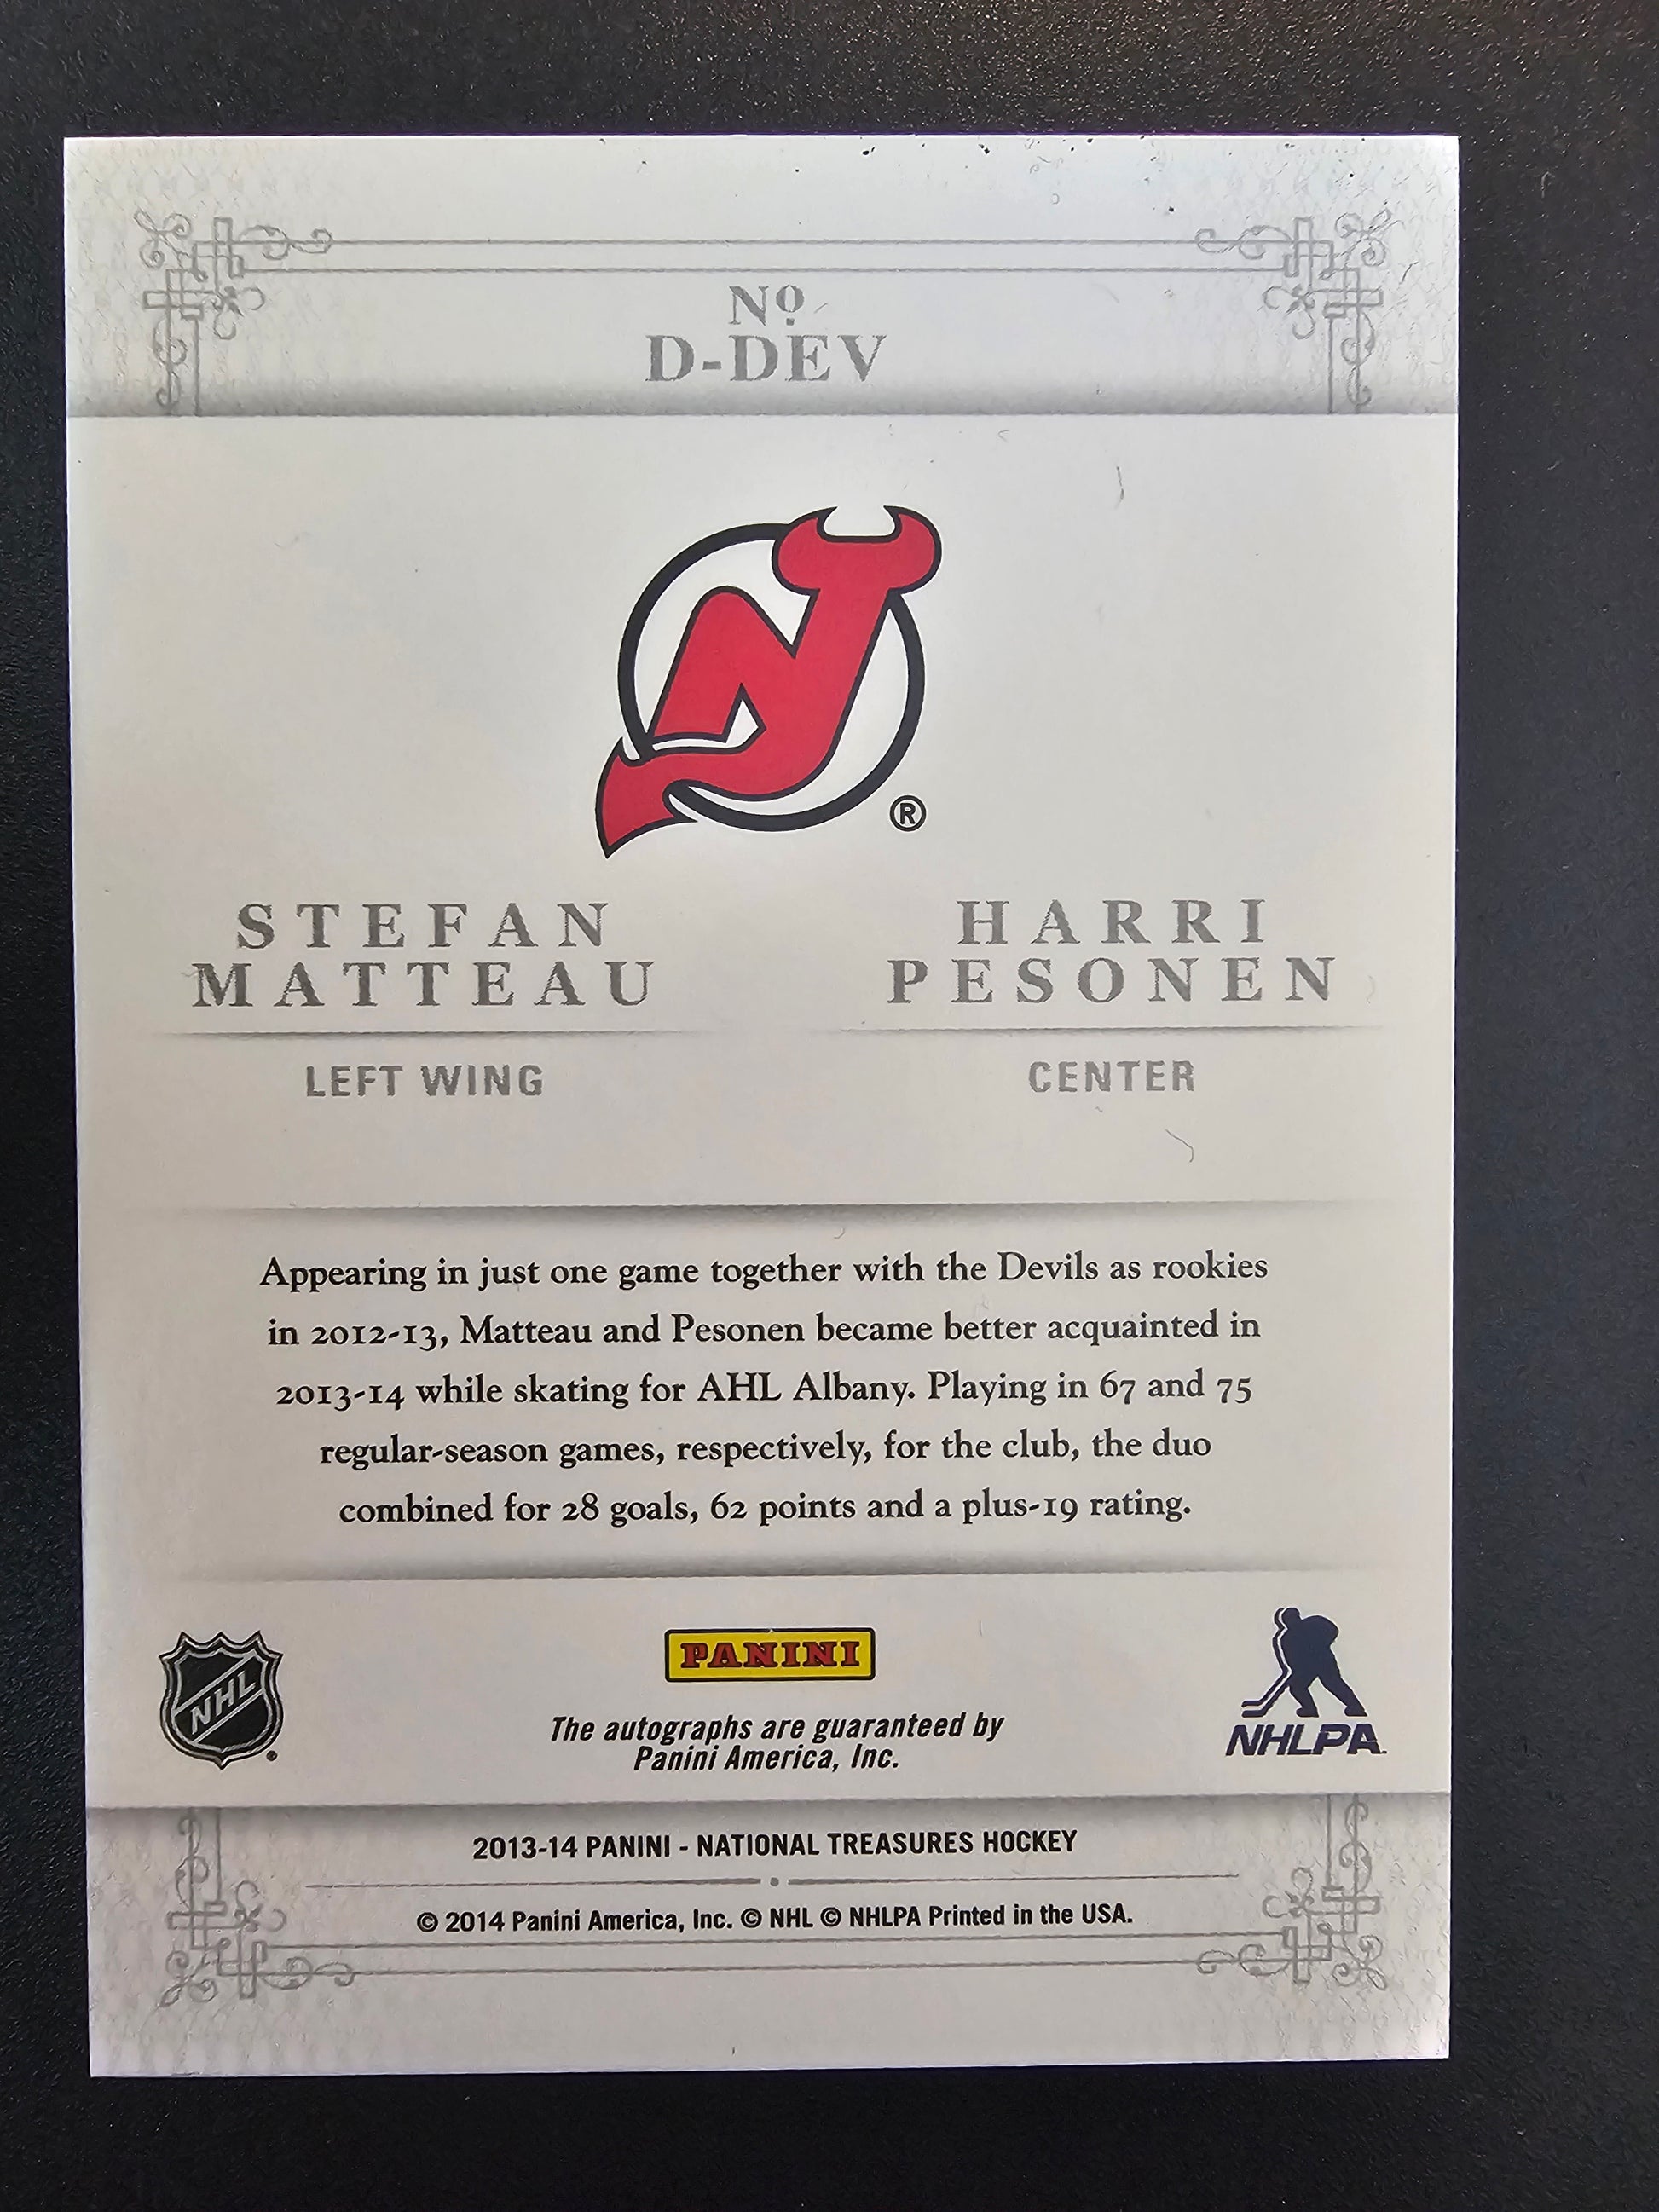 Nº
D-DEV
NJ
®
STEFAN
MATTEAU
LEFT WING
HARRI
PESONEN
CENTER
Appearing in just one game together with the Devils as rookies
in 2012-13, Matteau and Pesonen became better acquainted in
2013-14 while skating for AHL Albany. Playing in 67 and 75
regular-season games, respectively, for the club, the duo
combined for 28 goals, 62 points and a plus-19 rating.
NHL
PANINI
The autographs are guaranteed by
Panini America, Inc.
NHLPA
2013-14 PANINI - NATIONAL TREASURES HOCKEY
© 2014 Panini America, Inc. © NHL © NHLPA Printed in the USA.